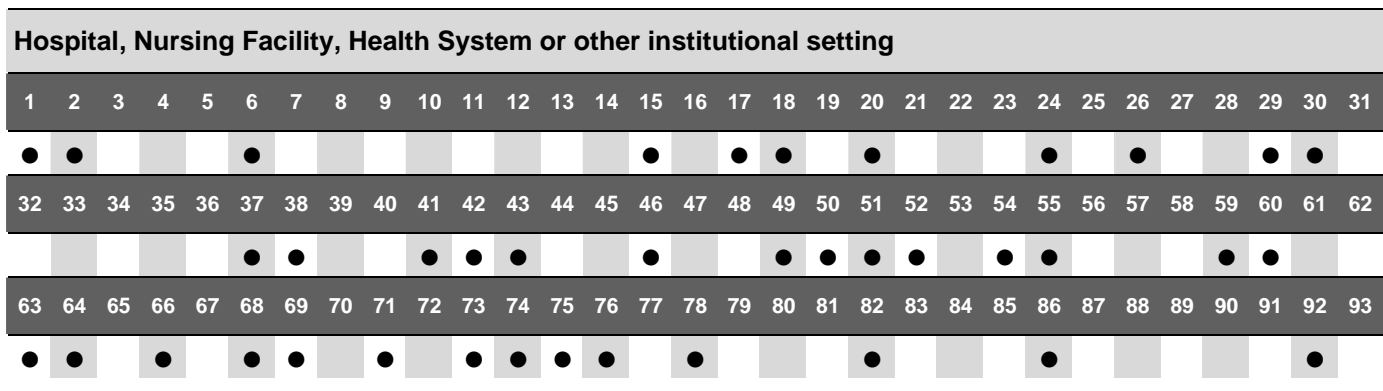 Hospital, Nursing Facility, Health System or other institutional setting
1 2 3 4 5 6 7 8 9 10 11 12 13 14 15 16 17 18 19 20 21 22 23 24 25 26 27 28 29 30 31
● ● ● ● ● ● ● ● ● ● ●
32 33 34 35 36 37 38 39 40 41 42 43 44 45 46 47 48 49 50 51 52 53 54 55 56 57 58 59 60 61 62
● ● ● ● ● ● ● ● ● ● ● ● ● ●
63 64 65 66 67 68 69 70 71 72 73 74 75 76 77 78 79 80 81 82 83 84 85 86 87 88 89 90 91 92 93
● ● ● ● ● ● ● ● ● ● ● ● ● ●